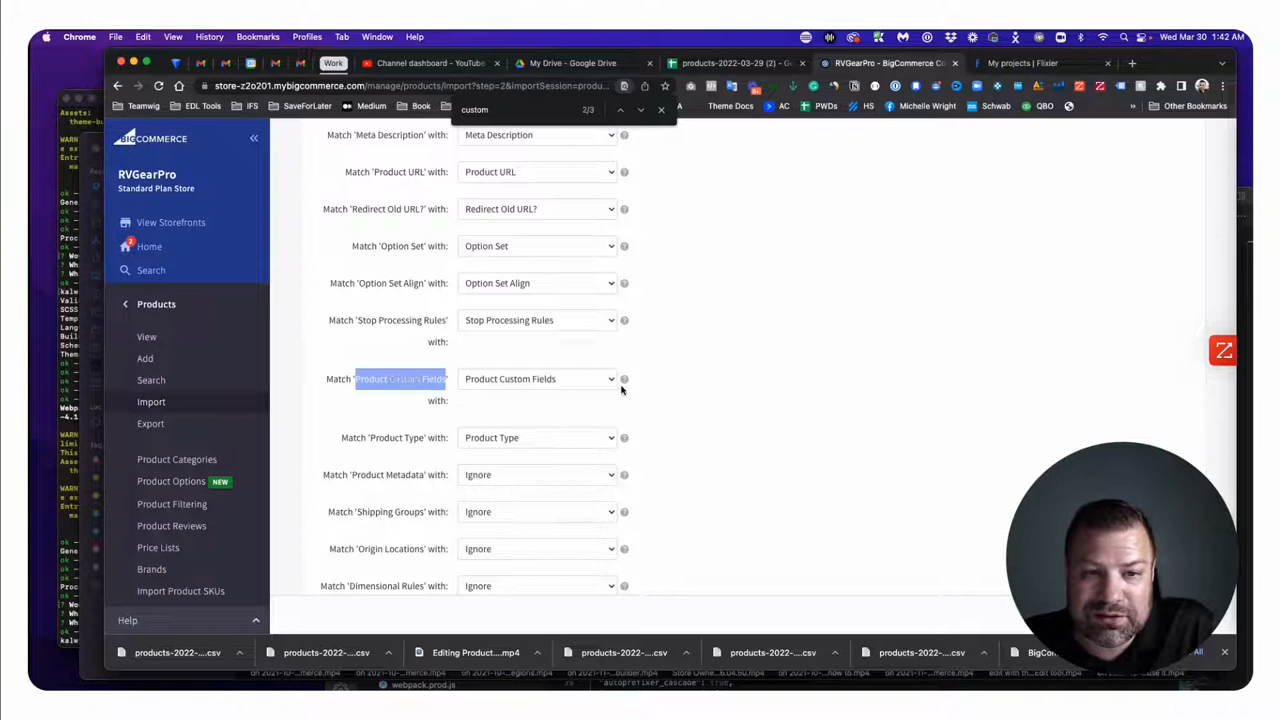 Chrome File Edit View History Bookmarks Profiles Tab Window Help Wed Mar 30 1:42 AM
Work Channel dashboard - YouTube × My Drive - Google Drive × products-2022-03-29 (2) - Goo × RVGearPro - BigCommerce Co × My projects | Flixier × +
store-z2o201.mybigcommerce.com/manage/products/import?step=2&importSession=produ...
Teamwig EDL Tools IFS SaveForLater Medium Book Theme Docs AC PWDs HS Michelle Wright Schwab QBO » Other Bookmarks
custom 2/3
BIGCOMMERCE «
RVGearPro
Standard Plan Store
View Storefronts
2 Home
Search
Products
View
Add
Search
Import
Export
Product Categories
Product Options NEW
Product Filtering
Product Reviews
Price Lists
Brands
Import Product SKUs
Help
Match 'Meta Description' with: Meta Description
Match 'Product URL' with: Product URL
Match 'Redirect Old URL?' with: Redirect Old URL?
Match 'Option Set' with: Option Set
Match 'Option Set Align' with: Option Set Align
Match 'Stop Processing Rules' with: Stop Processing Rules
Match 'Product Custom Fields' with: Product Custom Fields
Match 'Product Type' with: Product Type
Match 'Product Metadata' with: Ignore
Match 'Shipping Groups' with: Ignore
Match 'Origin Locations' with: Ignore
Match 'Dimensional Rules' with: Ignore
products-2022-....csv products-2022-....csv Editing Product....mp4 products-2022-....csv products-2022-....csv products-2022-....csv
webpack.prod.js